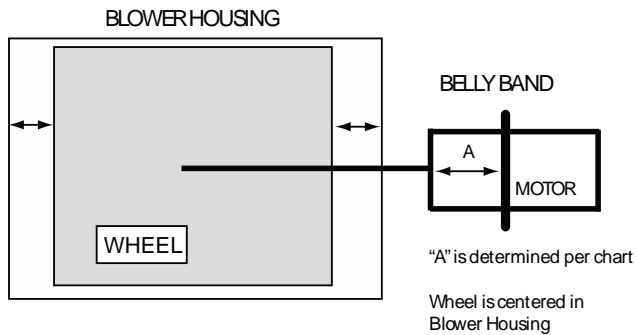 BLOWER HOUSING
BELLY BAND
A
MOTOR
WHEEL
“A” is determined per chart
Wheel is centered in
Blower Housing